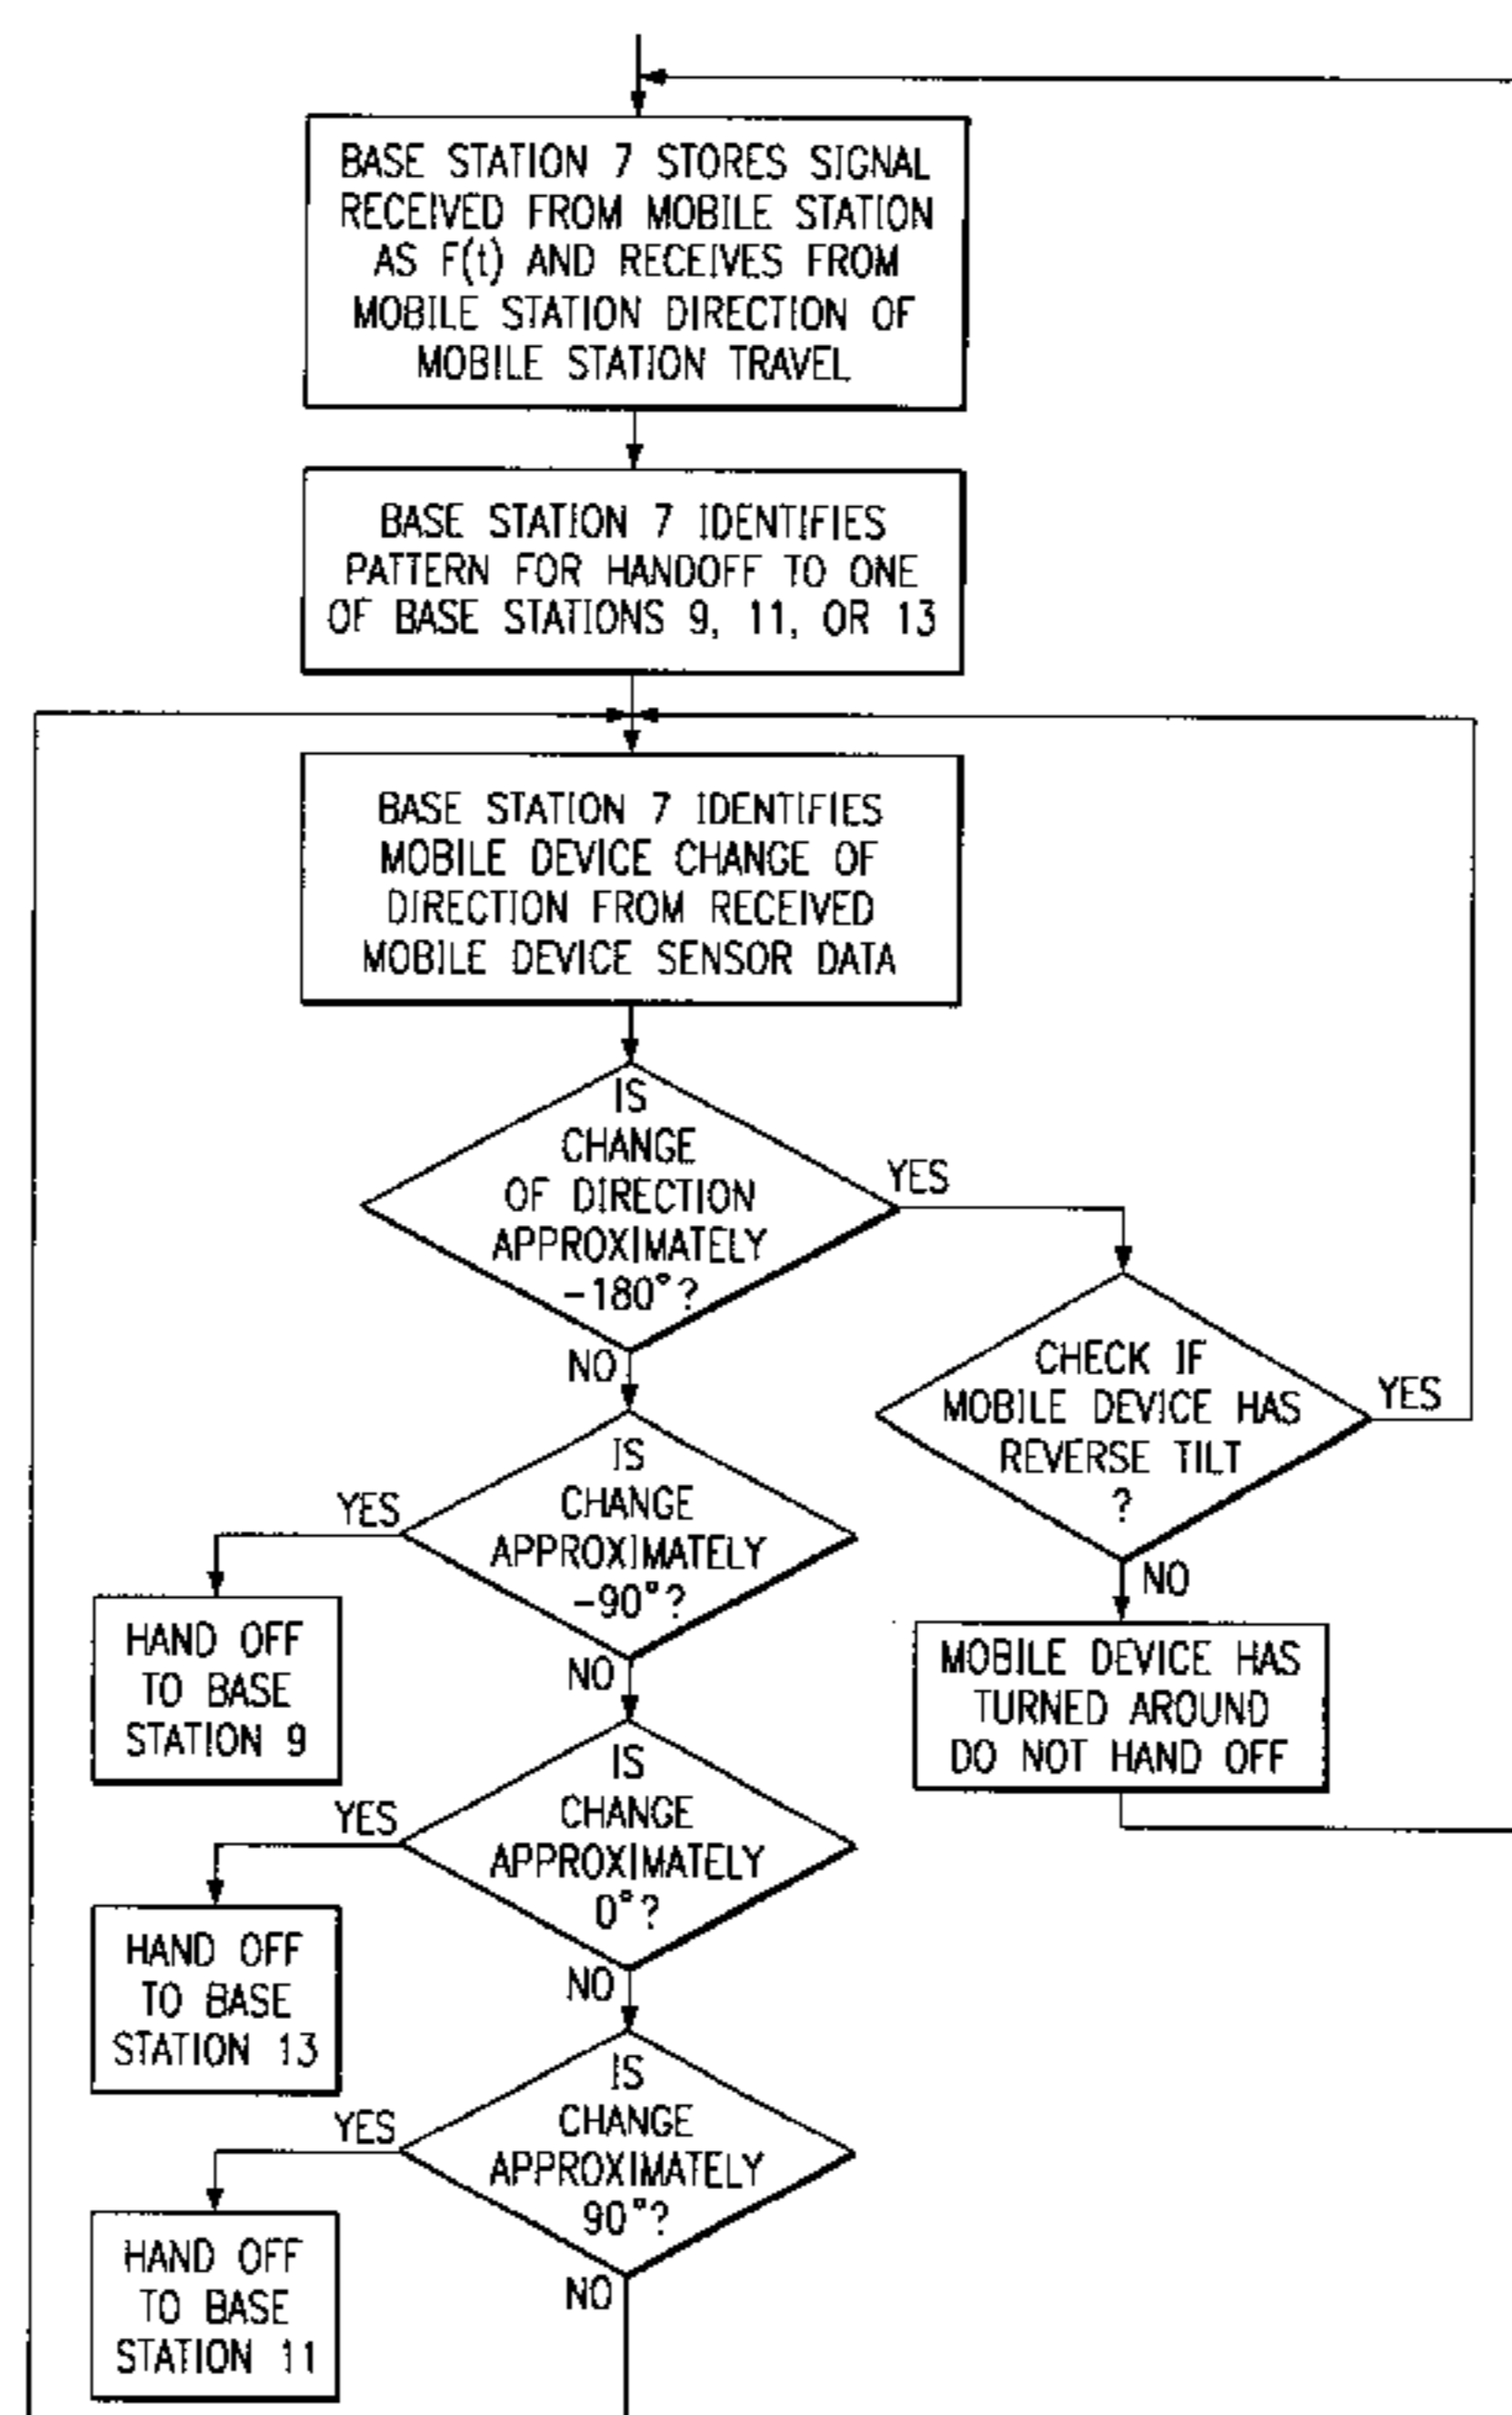 BASE STATION 7 STORES SIGNAL
RECEIVED FROM MOBILE STATION
AS F(t) AND RECEIVES FROM
MOBILE STATION DIRECTION OF
MOBILE STATION TRAVEL
BASE STATION 7 IDENTIFIES
PATTERN FOR HANDOFF TO ONE
OF BASE STATIONS 9, 11, OR 13
BASE STATION 7 IDENTIFIES
MOBILE DEVICE CHANGE OF
DIRECTION FROM RECEIVED
MOBILE DEVICE SENSOR DATA
IS
CHANGE
OF DIRECTION
APPROXIMATELY
-180°?
YES
NO
CHECK IF
MOBILE DEVICE HAS
REVERSE TILT
?
YES
NO
MOBILE DEVICE HAS
TURNED AROUND
DO NOT HAND OFF
IS
CHANGE
APPROXIMATELY
-90°?
YES
NO
HAND OFF
TO BASE
STATION 9
IS
CHANGE
APPROXIMATELY
0°?
YES
NO
HAND OFF
TO BASE
STATION 13
IS
CHANGE
APPROXIMATELY
90°?
YES
NO
HAND OFF
TO BASE
STATION 11